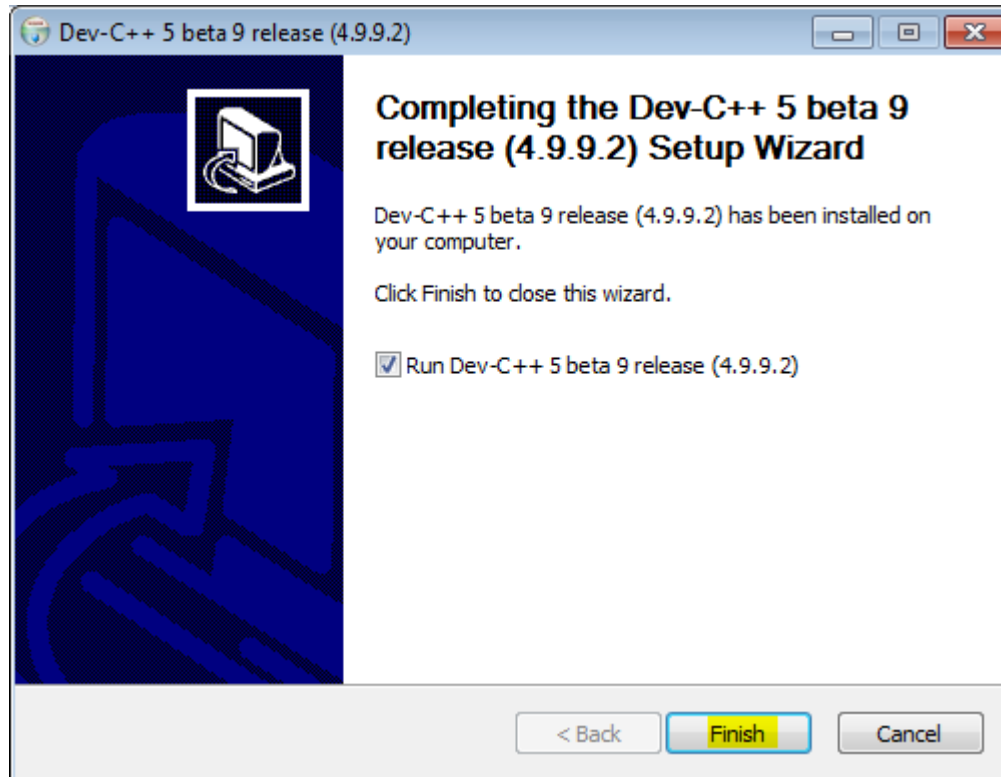 Dev-C++ 5 beta 9 release (4.9.9.2)
Completing the Dev-C++ 5 beta 9
release (4.9.9.2) Setup Wizard
Dev-C++ 5 beta 9 release (4.9.9.2) has been installed on
your computer.
Click Finish to close this wizard.
Run Dev-C++ 5 beta 9 release (4.9.9.2)
< Back Finish Cancel